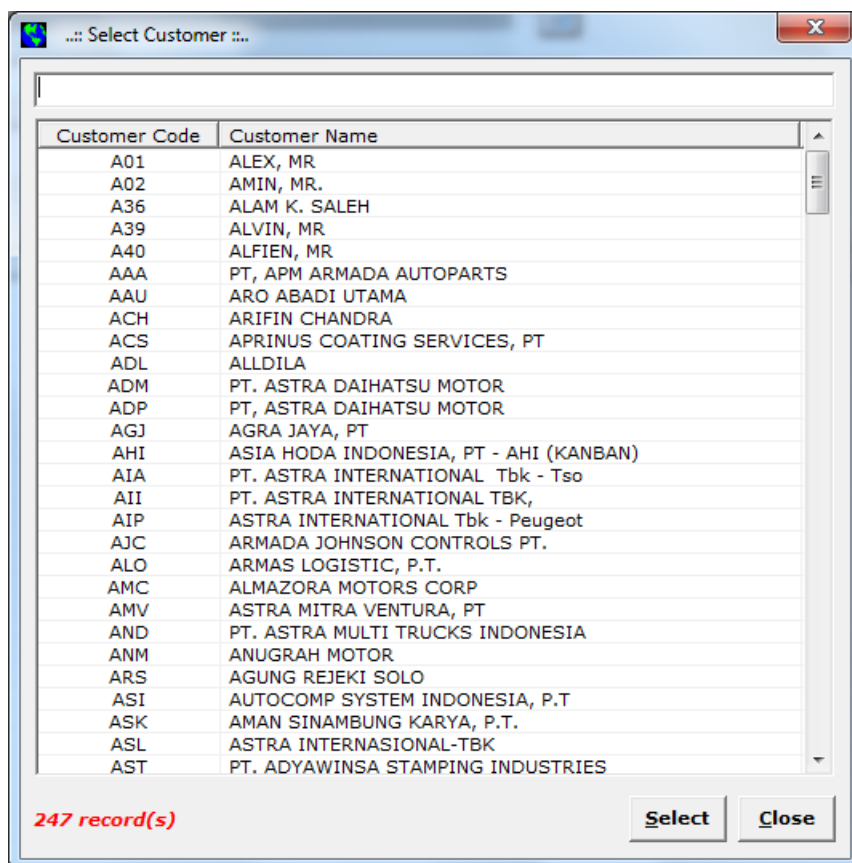 ..:: Select Customer ::..
Customer Code Customer Name
A01 ALEX, MR
A02 AMIN, MR.
A36 ALAM K. SALEH
A39 ALVIN, MR
A40 ALFIEN, MR
AAA PT, APM ARMADA AUTOPARTS
AAU ARO ABADI UTAMA
ACH ARIFIN CHANDRA
ACS APRINUS COATING SERVICES, PT
ADL ALLDILA
ADM PT. ASTRA DAIHATSU MOTOR
ADP PT, ASTRA DAIHATSU MOTOR
AGJ AGRA JAYA, PT
AHI ASIA HODA INDONESIA, PT - AHI (KANBAN)
AIA PT. ASTRA INTERNATIONAL  Tbk - Tso
AII PT. ASTRA INTERNATIONAL TBK,
AIP ASTRA INTERNATIONAL Tbk - Peugeot
AJC ARMADA JOHNSON CONTROLS PT.
ALO ARMAS LOGISTIC, P.T.
AMC ALMAZORA MOTORS CORP
AMV ASTRA MITRA VENTURA, PT
AND PT. ASTRA MULTI TRUCKS INDONESIA
ANM ANUGRAH MOTOR
ARS AGUNG REJEKI SOLO
ASI AUTOCOMP SYSTEM INDONESIA, P.T
ASK AMAN SINAMBUNG KARYA, P.T.
ASL ASTRA INTERNASIONAL-TBK
AST PT. ADYAWINSA STAMPING INDUSTRIES
247 record(s) Select Close